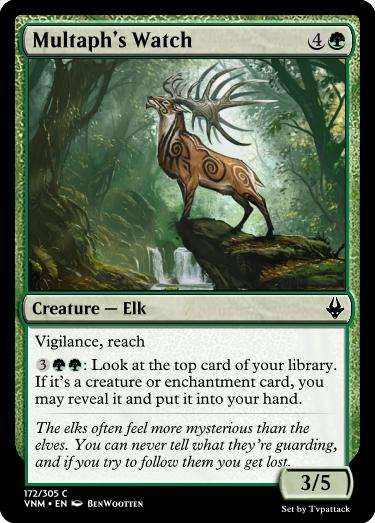 Multaph's Watch 4
Creature — Elk
Vigilance, reach
3: Look at the top card of your library.
If it's a creature or enchantment card, you
may reveal it and put it into your hand.
The elks often feel more mysterious than the
elves. You can never tell what they're guarding,
and if you try to follow them you get lost.
3/5
172/305 C
VNM • EN BenWootten
Set by Tvpattack